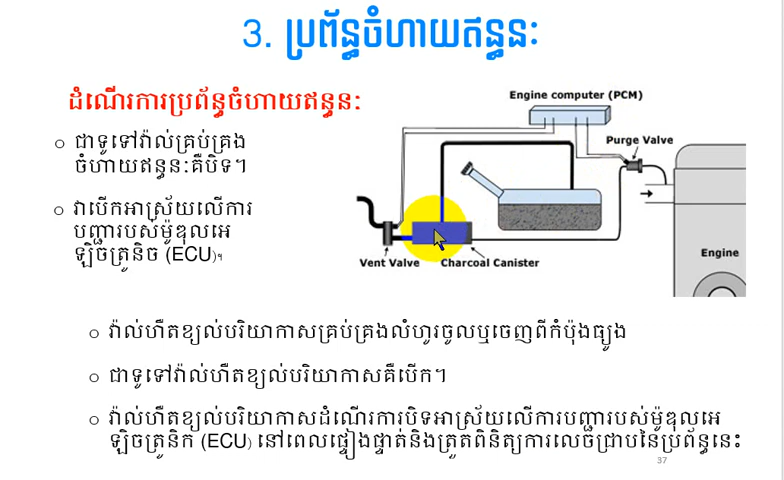 3. ប្រព័ន្ធចំហាយឥន្ធនៈ
ដំណើរការប្រព័ន្ធចំហាយឥន្ធនៈ
Engine computer (PCM)
Purge Valve
o ជាទូទៅវ៉ាល់គ្រប់គ្រង
ចំហាយឥន្ធនៈគឺបិទ។
o វាបើកអាស្រ័យលើការ
បញ្ជារបស់ម៉ូឌុលអេ
ឡិចត្រូនិច (ECU)។
Vent Valve
Charcoal Canister
Engine
o វ៉ាល់ហឺតខ្យល់បរិយាកាសគ្រប់គ្រងលំហូរចូលឬចេញពីកំប៉ុងធ្យូង
o ជាទូទៅវ៉ាល់ហឺតខ្យល់បរិយាកាសគឺបើក។
o វ៉ាល់ហឺតខ្យល់បរិយាកាសដំណើរការបិទអាស្រ័យលើការបញ្ជារបស់ម៉ូឌុលអេ
ឡិចត្រូនិក (ECU) នៅពេលផ្ទៀងផ្ទាត់និងត្រួតពិនិត្យការលេចជ្រាបនៃប្រព័ន្ធនេះ
37